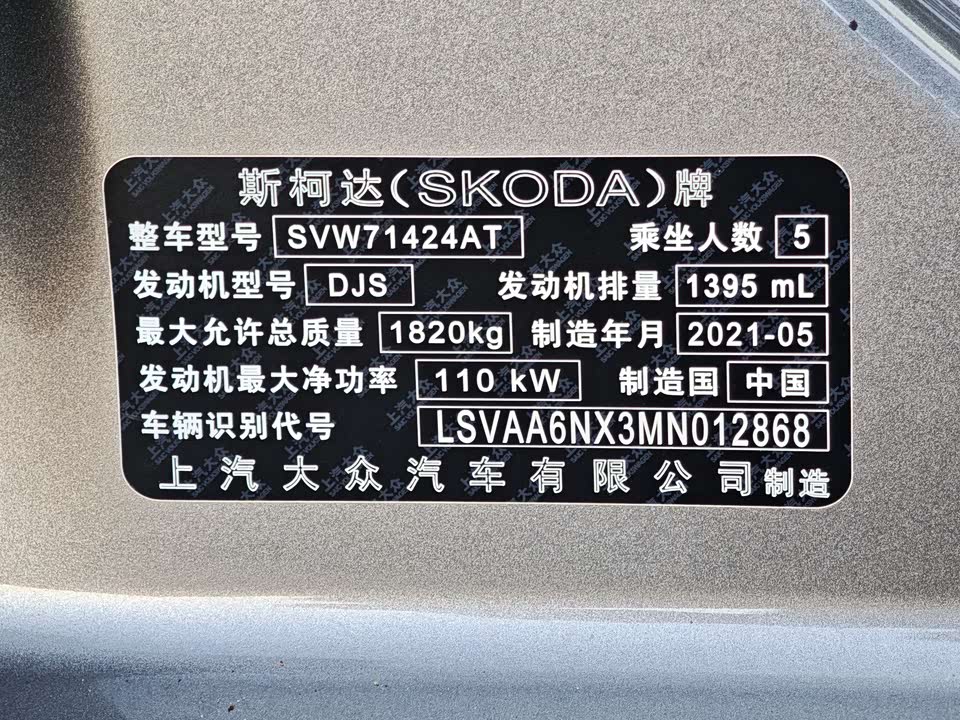 斯柯达(SKODA)牌
整车型号 SVW71424AT 乘坐人数 5
发动机型号 DJS 发动机排量 1395 mL
最大允许总质量 1820kg 制造年月 2021-05
发动机最大净功率 110 kW 制造国 中国
车辆识别代号 LSVAA6NX3MN012868
上汽大众汽车有限公司制造